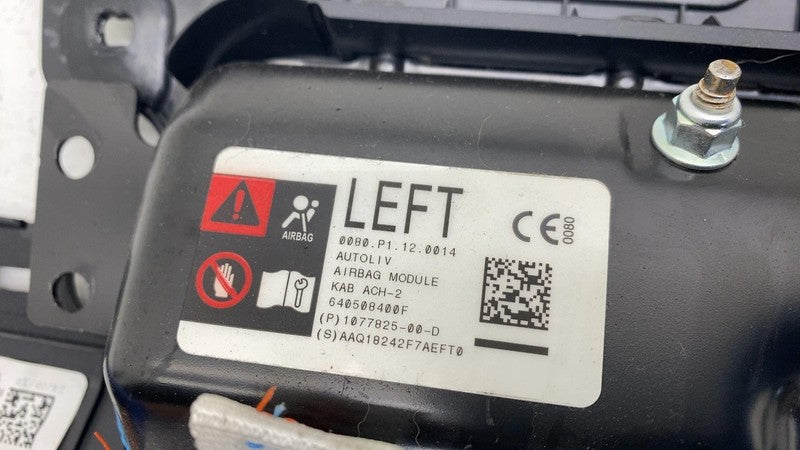 LEFT
AIRBAG
0080.P1.12.0014
AUTOLIV
AIRBAG MODULE
KAB ACH-2
640508400F
(P)1077825-00-D
(S)AAQ18242F7AEFT0
CE
0080